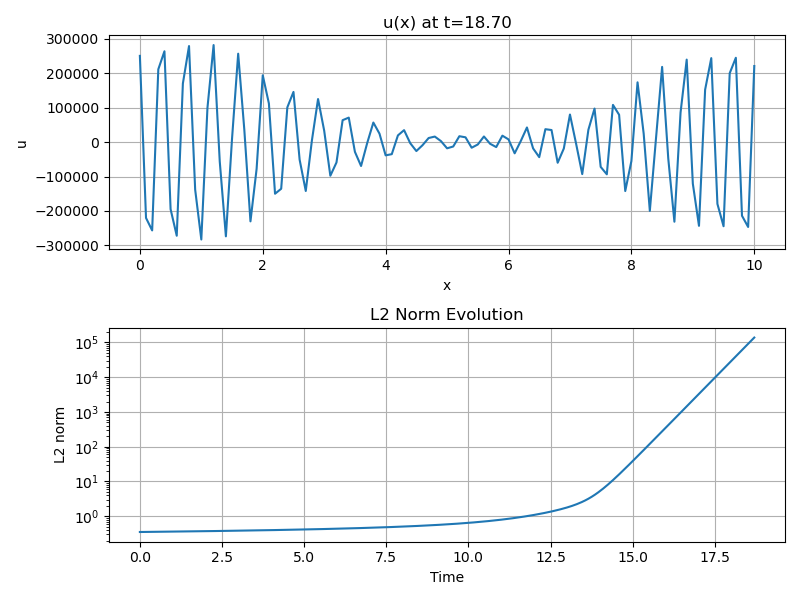 u(x) at t=18.70
300000
200000
100000
0
−100000
−200000
−300000
u
0 2 4 6 8 10
x
L2 Norm Evolution
10^5
10^4
10^3
10^2
10^1
10^0
L2 norm
0.0 2.5 5.0 7.5 10.0 12.5 15.0 17.5
Time